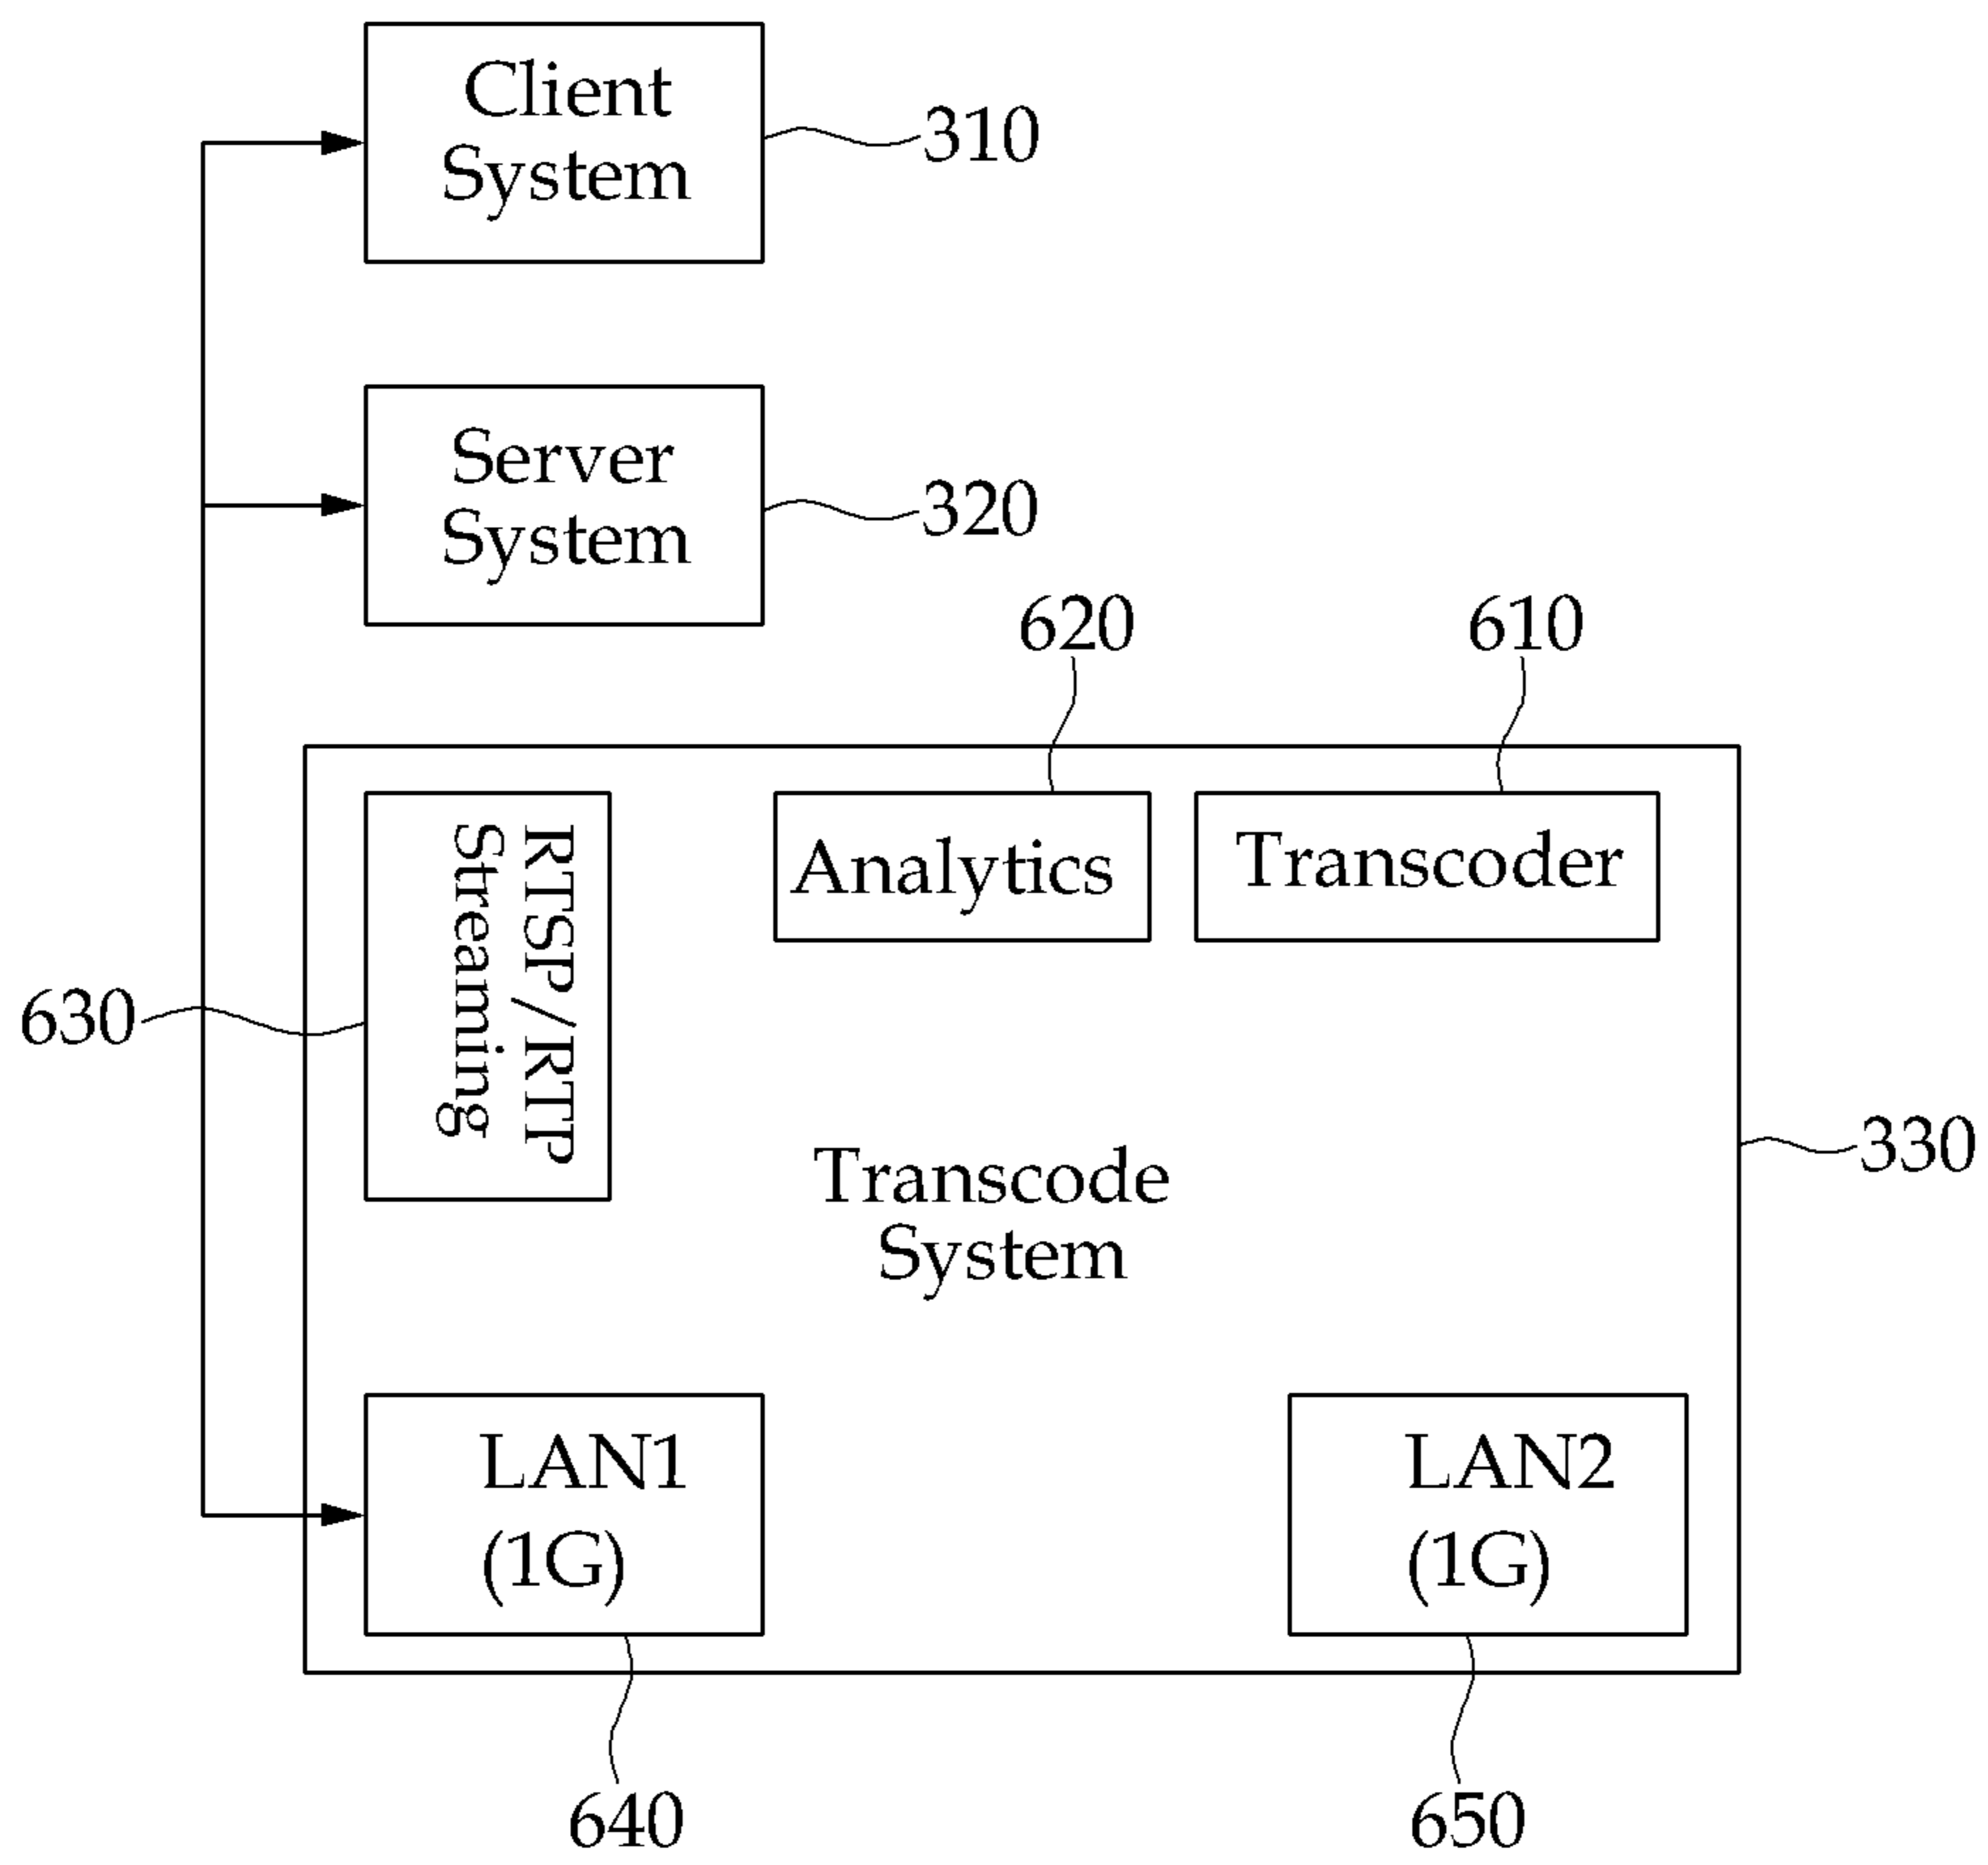 Client
System
310
Server
System
320
620
610
RTSP/RTP
Streaming
Analytics
Transcoder
630
Transcode
System
330
LAN1
(1G)
LAN2
(1G)
640
650